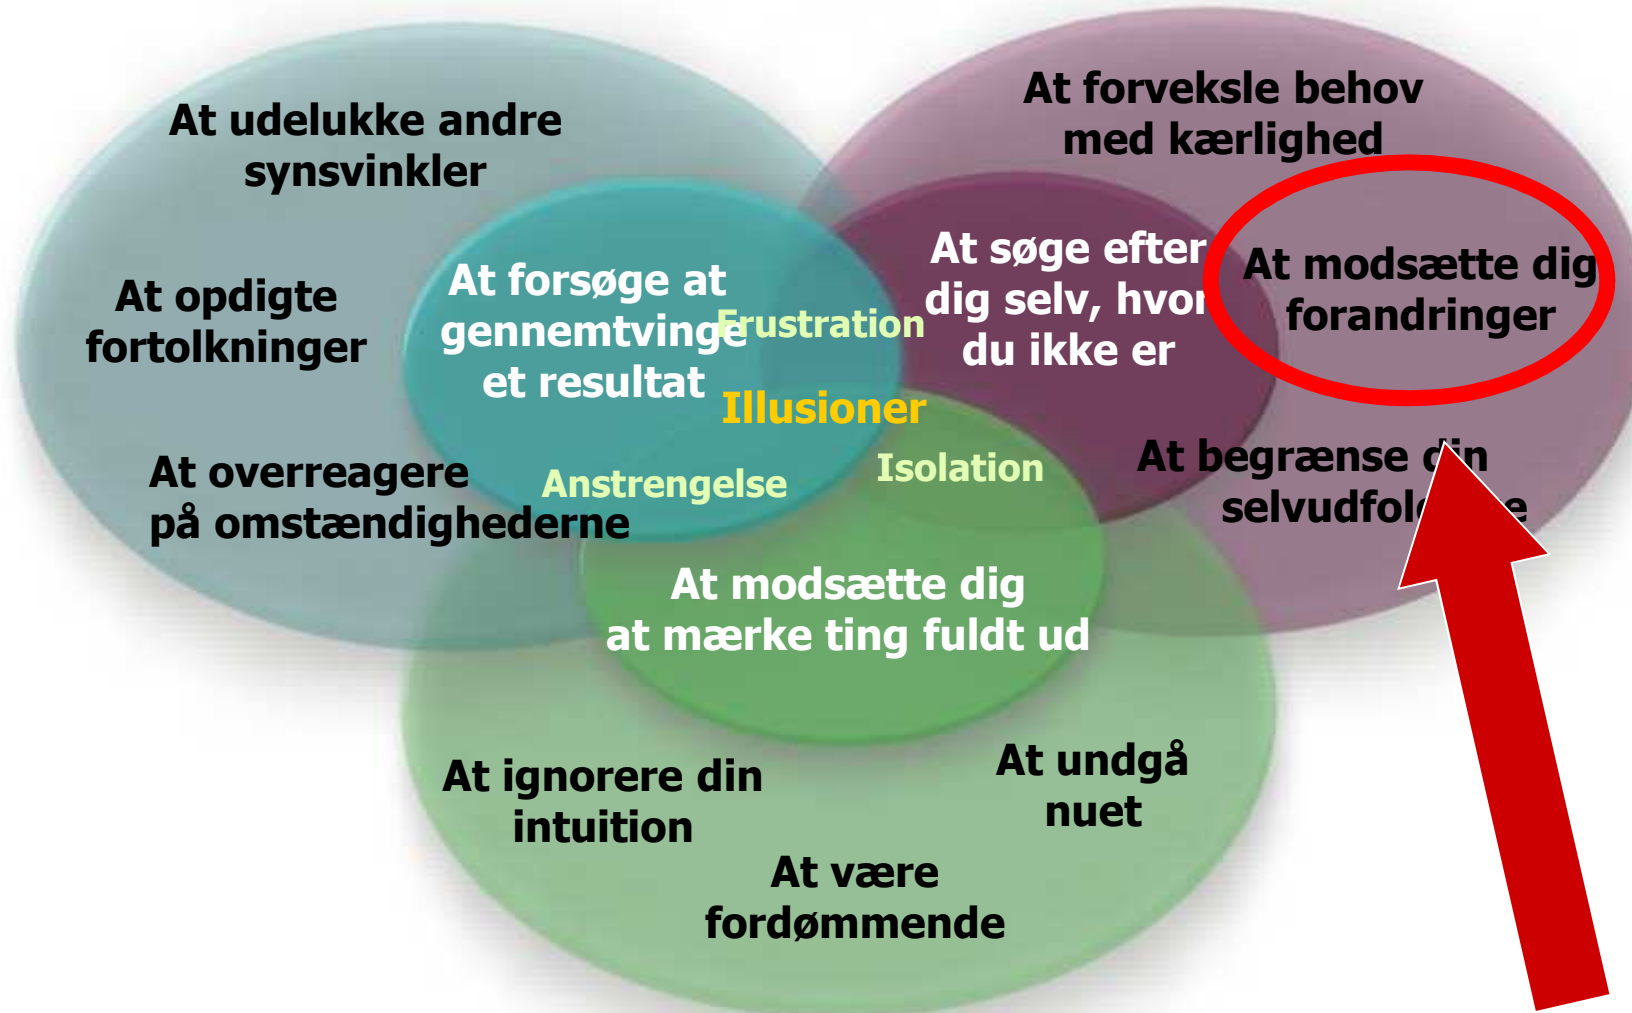 At udelukke andre
synsvinkler
At opdigte
fortolkninger
At overreagere
på omstændighederne
At forsøge at
gennemtvinge
et resultat
Frustration
Illusioner
Anstrengelse
Isolation
At søge efter
dig selv, hvor
du ikke er
At forveksle behov
med kærlighed
At modsætte dig
forandringer
At begrænse din
At modsætte dig
at mærke ting fuldt ud
At ignorere din
intuition
At undgå
nuet
At være
fordømmende